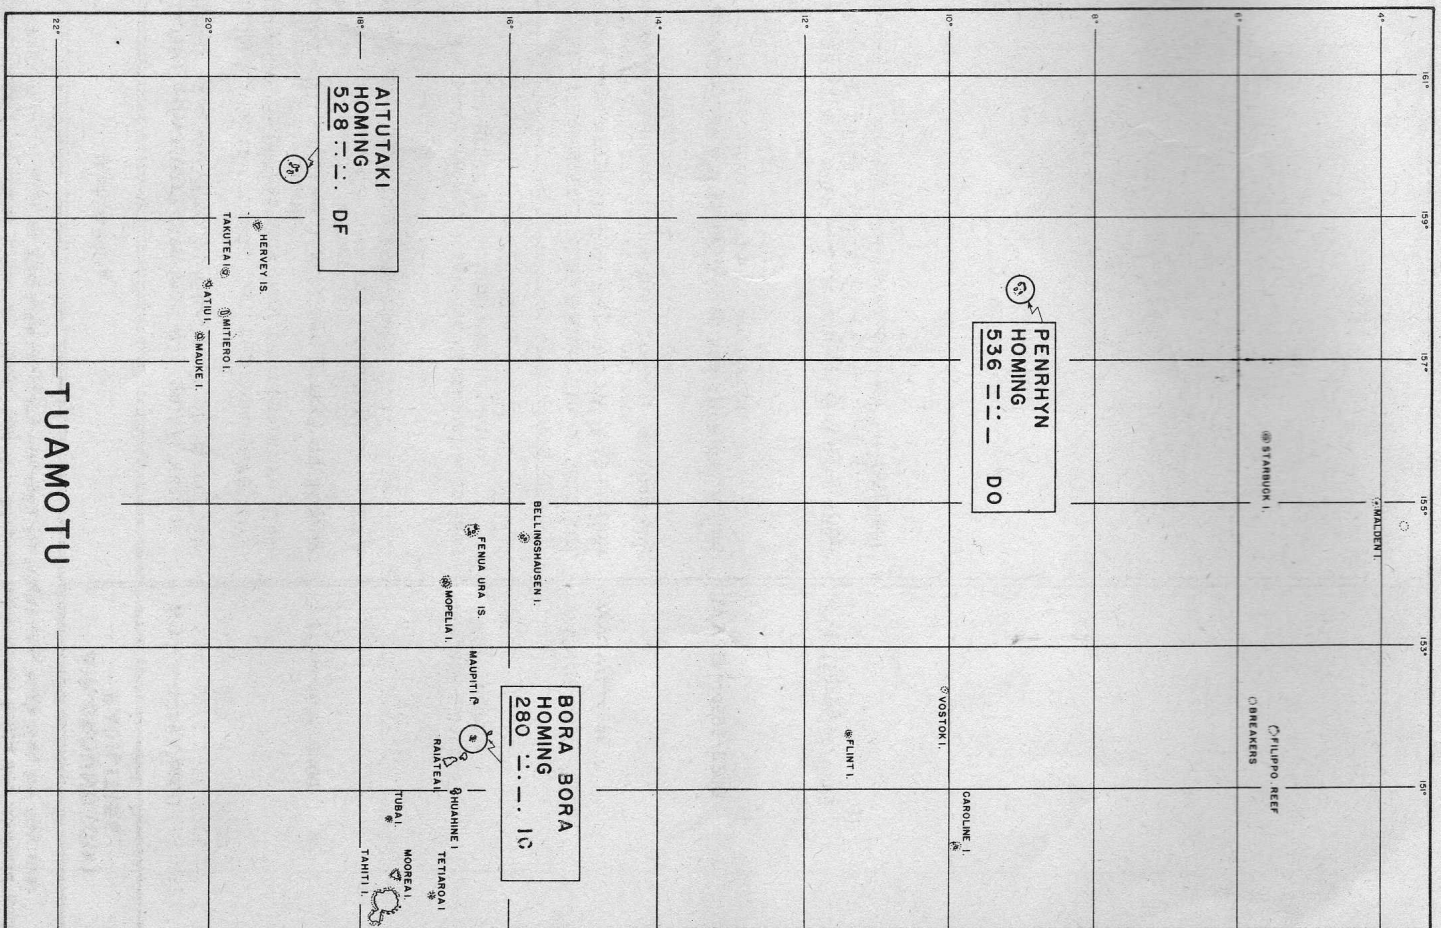 161° 159° 157° 155° 153° 151°
4°
MALDEN I.
STARBUCK I.
FILIPPO REEF
6°
BREAKERS
8°
PENRHYN
HOMING
536 —·· ——— DO
10°
VOSTOK I.
CAROLINE I.
FLINT I.
12°
14°
BELLINGSHAUSEN I.
16°
BORA BORA
HOMING
280 ·· —·—· IC
FENUA URA IS.
MOPELIA I.
MAUPITI I.
RAIATEA I.
HUAHINE I
TETIAROA I
TUBA I.
MOOREA I.
TAHITI I.
18°
AITUTAKI
HOMING
528 —·· ··—· DF
HERVEY IS.
TAKUTEA I
MITIERO I.
20°
ATIU I.
MAUKE I.
22°
TUAMOTU